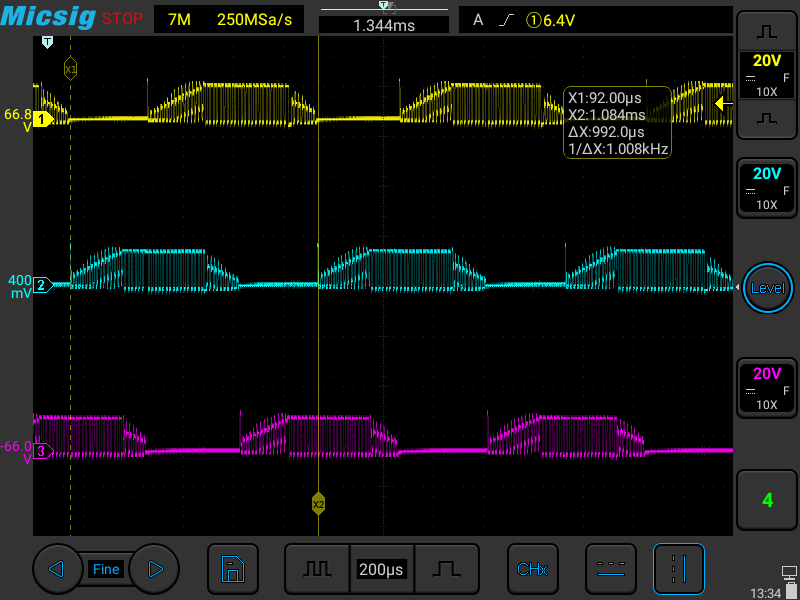 Micsig STOP 7M 250MSa/s
1.344ms
A ①6.4V
T
T
X1
66.8
V
1
X1:92.00µs
X2:1.084ms
ΔX:992.0µs
1/ΔX:1.008kHz
20V
F
10X
20V
F
10X
400
mV
2
Level
20V
F
10X
-66.0
V
3
X2
4
Fine
200µs
CHx
13:34